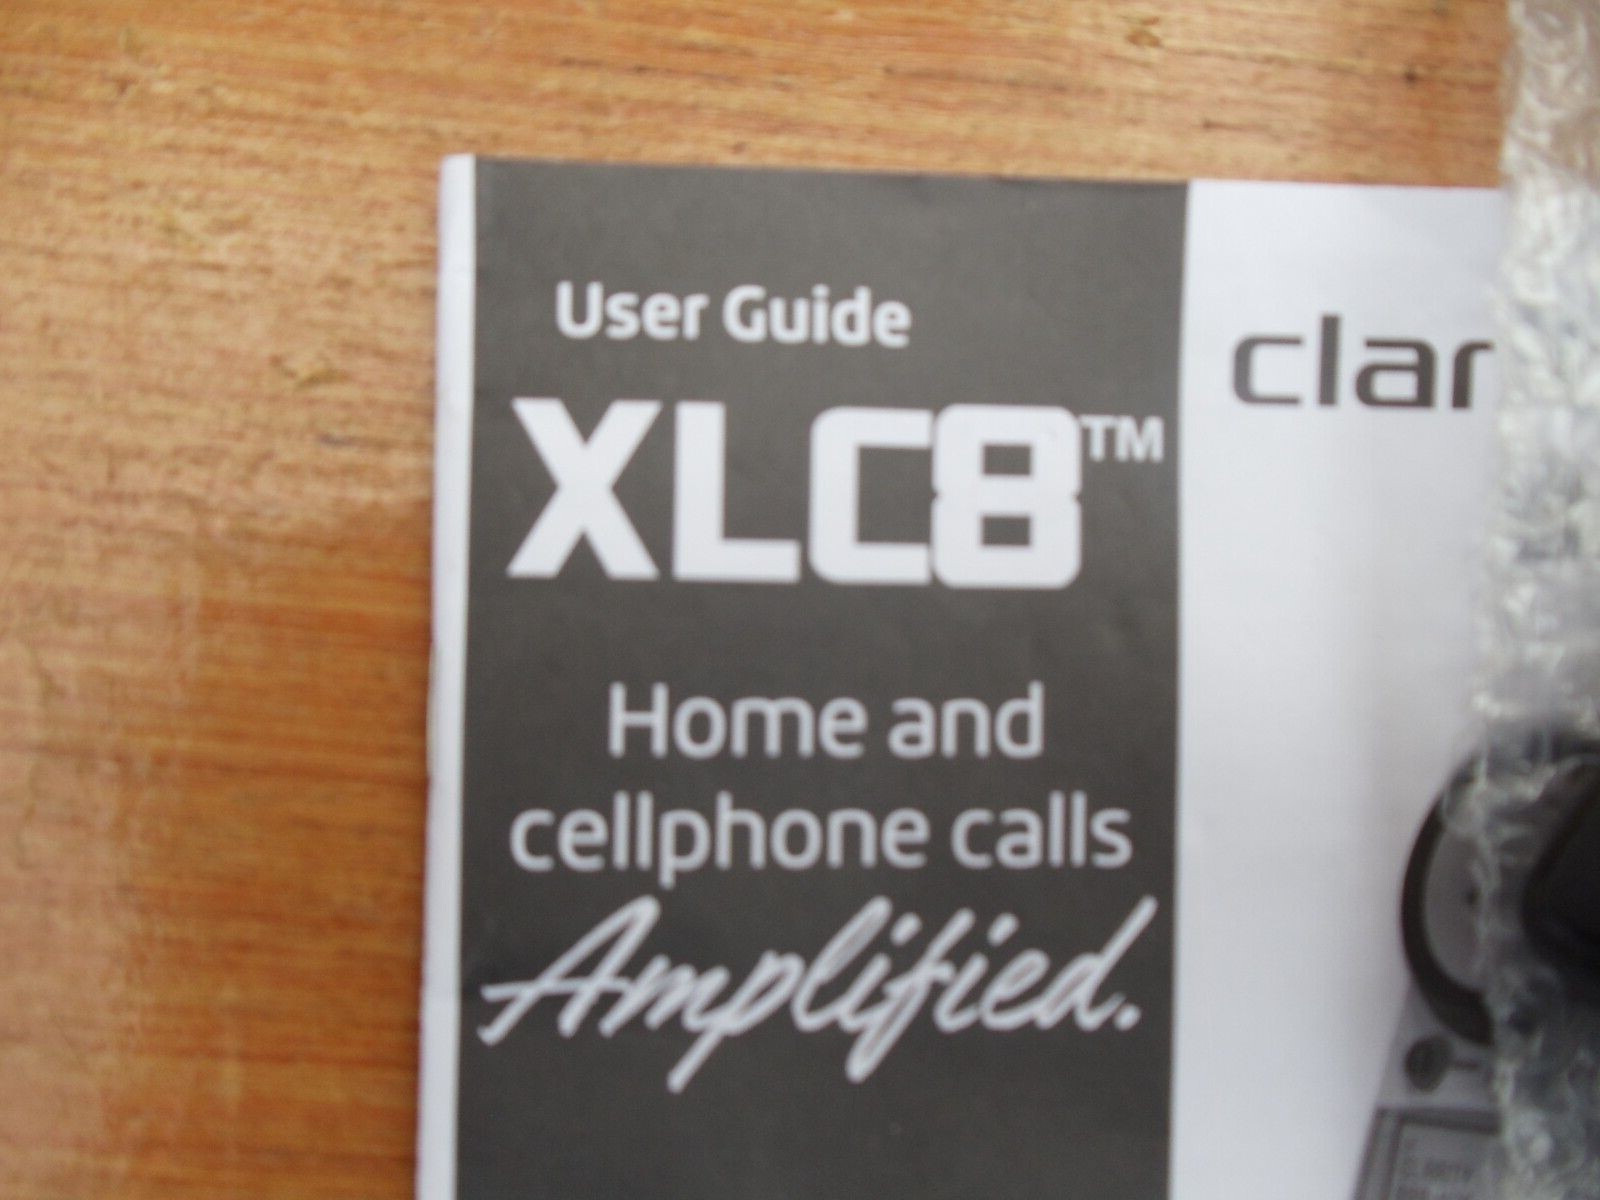 User Guide
XLC8™
Home and
cellphone calls
Amplified.
clar